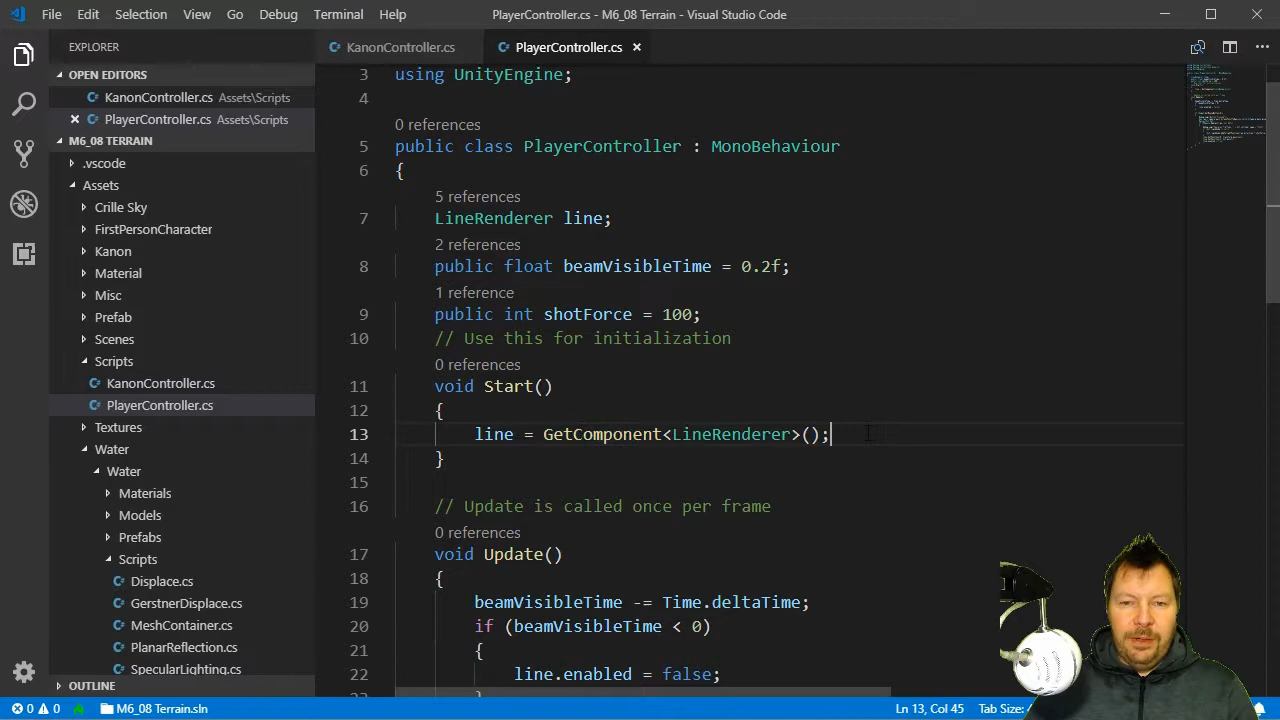 File Edit Selection View Go Debug Terminal Help
PlayerController.cs - M6_08 Terrain - Visual Studio Code
EXPLORER
OPEN EDITORS
KanonController.cs Assets\Scripts
PlayerController.cs Assets\Scripts
M6_08 TERRAIN
.vscode
Assets
Crille Sky
FirstPersonCharacter
Kanon
Material
Misc
Prefab
Scenes
Scripts
KanonController.cs
PlayerController.cs
Textures
Water
Water
Materials
Models
Prefabs
Scripts
Displace.cs
GerstnerDisplace.cs
MeshContainer.cs
PlanarReflection.cs
SpecularLighting.cs
OUTLINE
KanonController.cs
PlayerController.cs
3 using UnityEngine;
4
0 references
5 public class PlayerController : MonoBehaviour
6 {
5 references
7 LineRenderer line;
2 references
8 public float beamVisibleTime = 0.2f;
1 reference
9 public int shotForce = 100;
10 // Use this for initialization
0 references
11 void Start()
12 {
13 line = GetComponent<LineRenderer>();
14 }
15
16 // Update is called once per frame
0 references
17 void Update()
18 {
19 beamVisibleTime -= Time.deltaTime;
20 if (beamVisibleTime < 0)
21 {
22 line.enabled = false;
23 }
0 0 M6_08 Terrain.sln
Ln 13, Col 45 Tab Size: